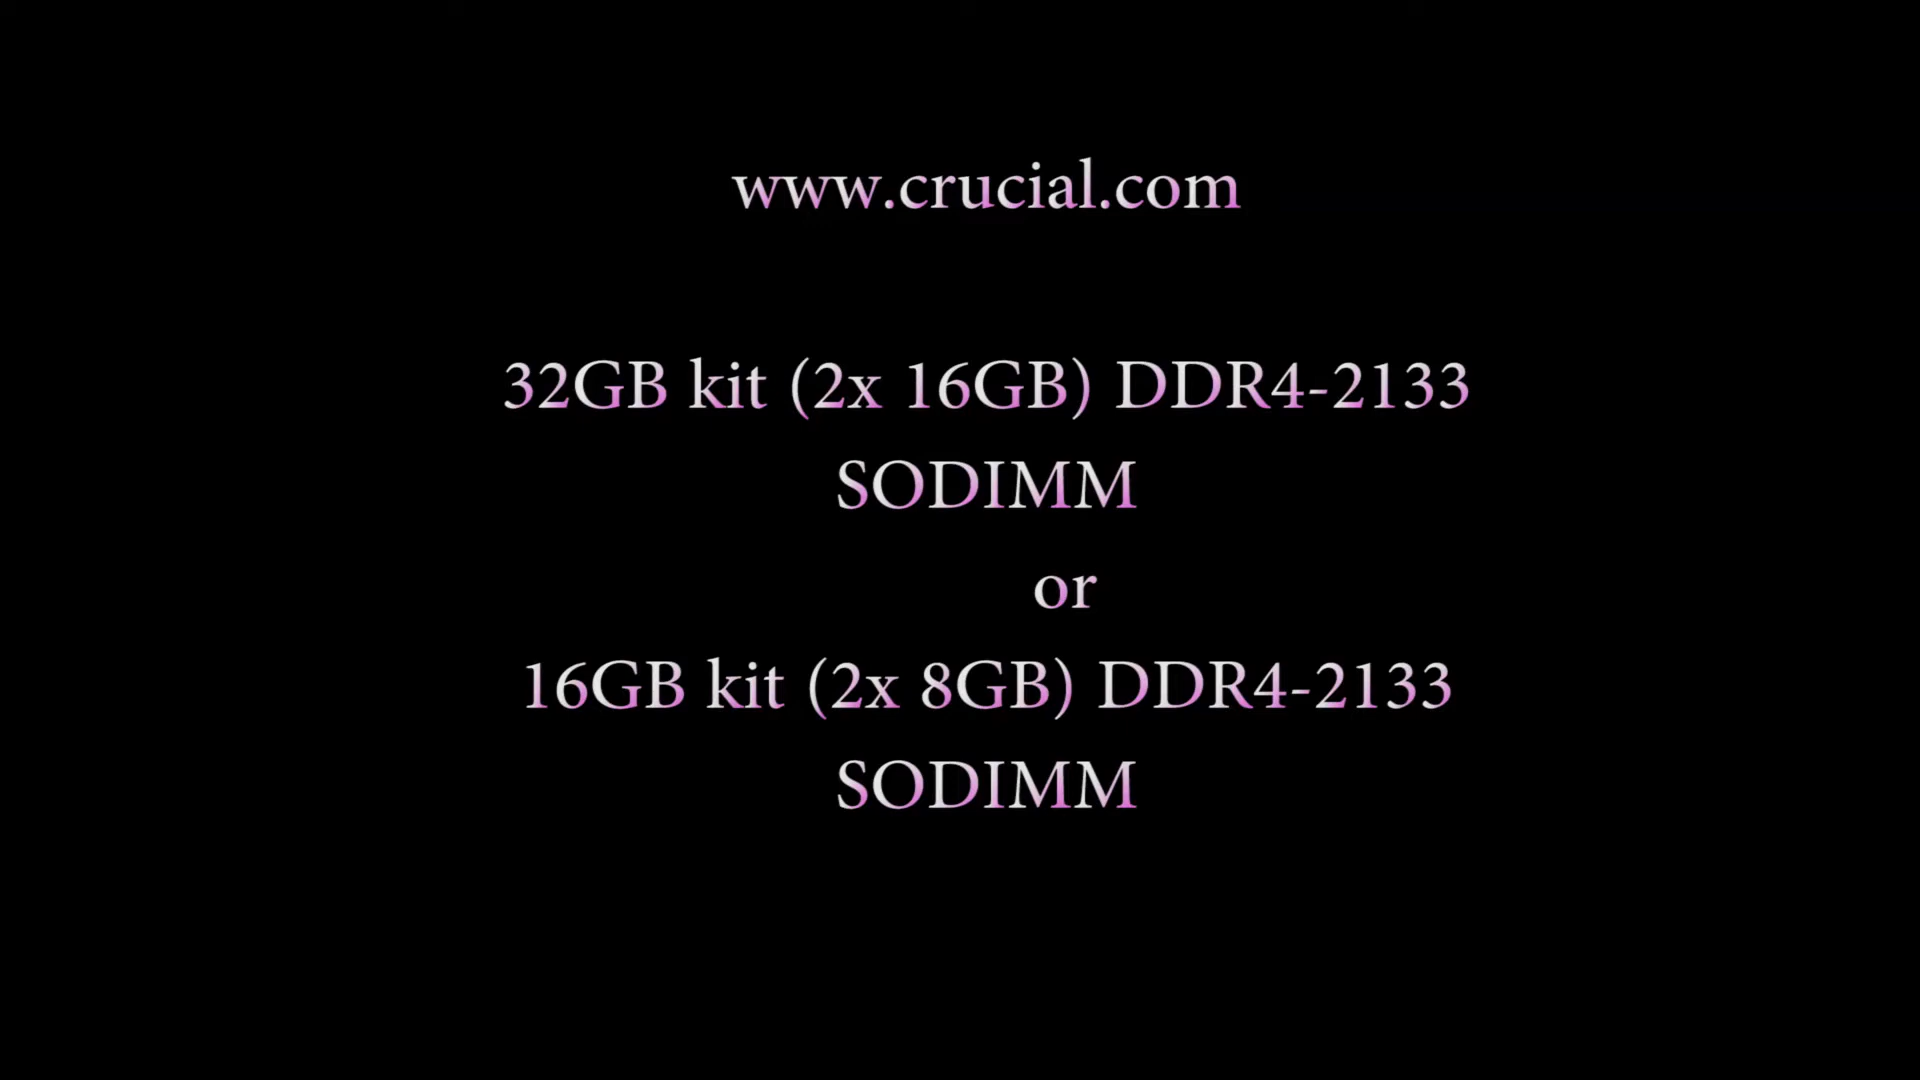 www.crucial.com
32GB kit (2x 16GB) DDR4-2133
SODIMM
or
16GB kit (2x 8GB) DDR4-2133
SODIMM